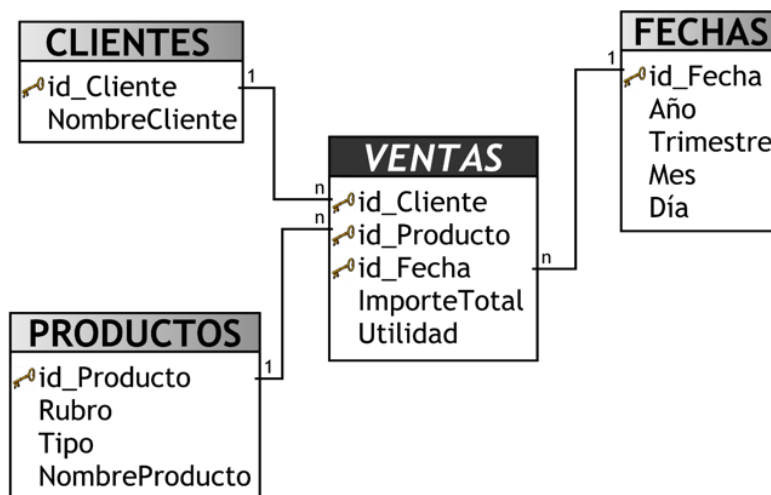 CLIENTES
id_Cliente
NombreCliente
1
n
FECHAS
id_Fecha
Año
Trimestre
Mes
Día
1
n
VENTAS
id_Cliente
id_Producto
id_Fecha
ImporteTotal
Utilidad
n
PRODUCTOS
id_Producto
Rubro
Tipo
NombreProducto
1